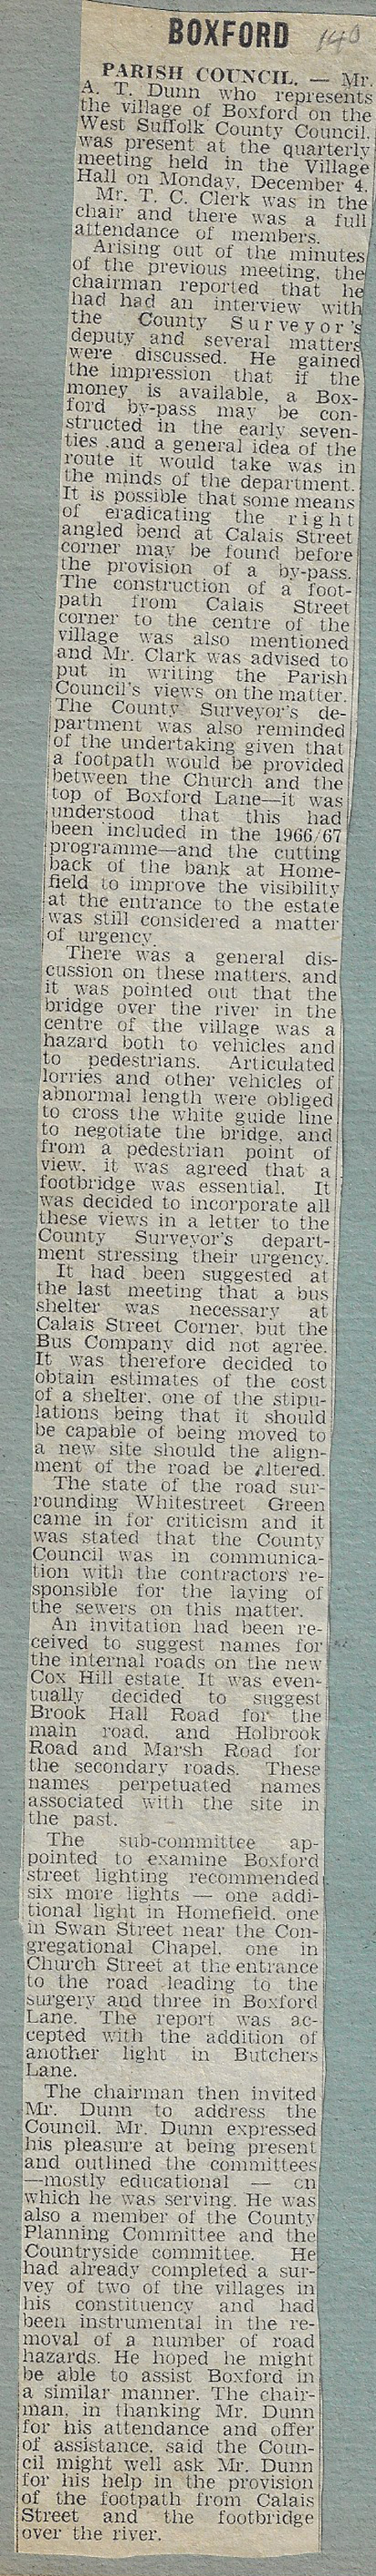 BOXFORD 140
PARISH COUNCIL. — Mr.
A. T. Dunn who represents
the village of Boxford on the
West Suffolk County Council,
was present at the quarterly
meeting held in the Village
Hall on Monday, December 4.
Mr. T. C. Clerk was in the
chair and there was a full
attendance of members.
Arising out of the minutes
of the previous meeting, the
chairman reported that he
had had an interview with
the County Surveyor's
deputy and several matters
were discussed. He gained
the impression that if the
money is available, a Box-
ford by-pass may be con-
structed in the early seven-
ties .and a general idea of the
route it would take was in
the minds of the department.
It is possible that some means
of eradicating the right
angled bend at Calais Street
corner may be found before
the provision of a by-pass.
The construction of a foot-
path from Calais Street
corner to the centre of the
village was also mentioned
and Mr. Clark was advised to
put in writing the Parish
Council's views on the matter.
The County Surveyor's de-
partment was also reminded
of the undertaking given that
a footpath would be provided
between the Church and the
top of Boxford Lane—it was
understood that this had
been included in the 1966/67
programme—and the cutting
back of the bank at Home-
field to improve the visibility
at the entrance to the estate
was still considered a matter
of urgency.
There was a general dis-
cussion on these matters, and
it was pointed out that the
bridge over the river in the
centre of the village was a
hazard both to vehicles and
to pedestrians. Articulated
lorries and other vehicles of
abnormal length were obliged
to cross the white guide line
to negotiate the bridge, and
from a pedestrian point of
view, it was agreed that a
footbridge was essential. It
was decided to incorporate all
these views in a letter to the
County Surveyor's depart-
ment stressing their urgency.
It had been suggested at
the last meeting that a bus
shelter was necessary at
Calais Street Corner, but the
Bus Company did not agree.
It was therefore decided to
obtain estimates of the cost
of a shelter, one of the stipu-
lations being that it should
be capable of being moved to
a new site should the align-
ment of the road be altered.
The state of the road sur-
rounding Whitestreet Green
came in for criticism and it
was stated that the County
Council was in communica-
tion with the contractors re-
sponsible for the laying of
the sewers on this matter.
An invitation had been re-
ceived to suggest names for
the internal roads on the new
Cox Hill estate. It was even-
tually decided to suggest
Brook Hall Road for the
main road, and Holbrook
Road and Marsh Road for
the secondary roads. These
names perpetuated names
associated with the site in
the past.
The sub-committee ap-
pointed to examine Boxford
street lighting recommended
six more lights — one addi-
tional light in Homefield, one
in Swan Street near the Con-
gregational Chapel, one in
Church Street at the entrance
to the road leading to the
surgery and three in Boxford
Lane. The report was ac-
cepted with the addition of
another light in Butchers
Lane.
The chairman then invited
Mr. Dunn to address the
Council. Mr. Dunn expressed
his pleasure at being present
and outlined the committees
—mostly educational — on
which he was serving. He was
also a member of the County
Planning Committee and the
Countryside committee. He
had already completed a sur-
vey of two of the villages in
his constituency and had
been instrumental in the re-
moval of a number of road
hazards. He hoped he might
be able to assist Boxford in
a similar manner. The chair-
man, in thanking Mr. Dunn
for his attendance and offer
of assistance, said the Coun-
cil might well ask Mr. Dunn
for his help in the provision
of the footpath from Calais
Street and the footbridge
over the river.